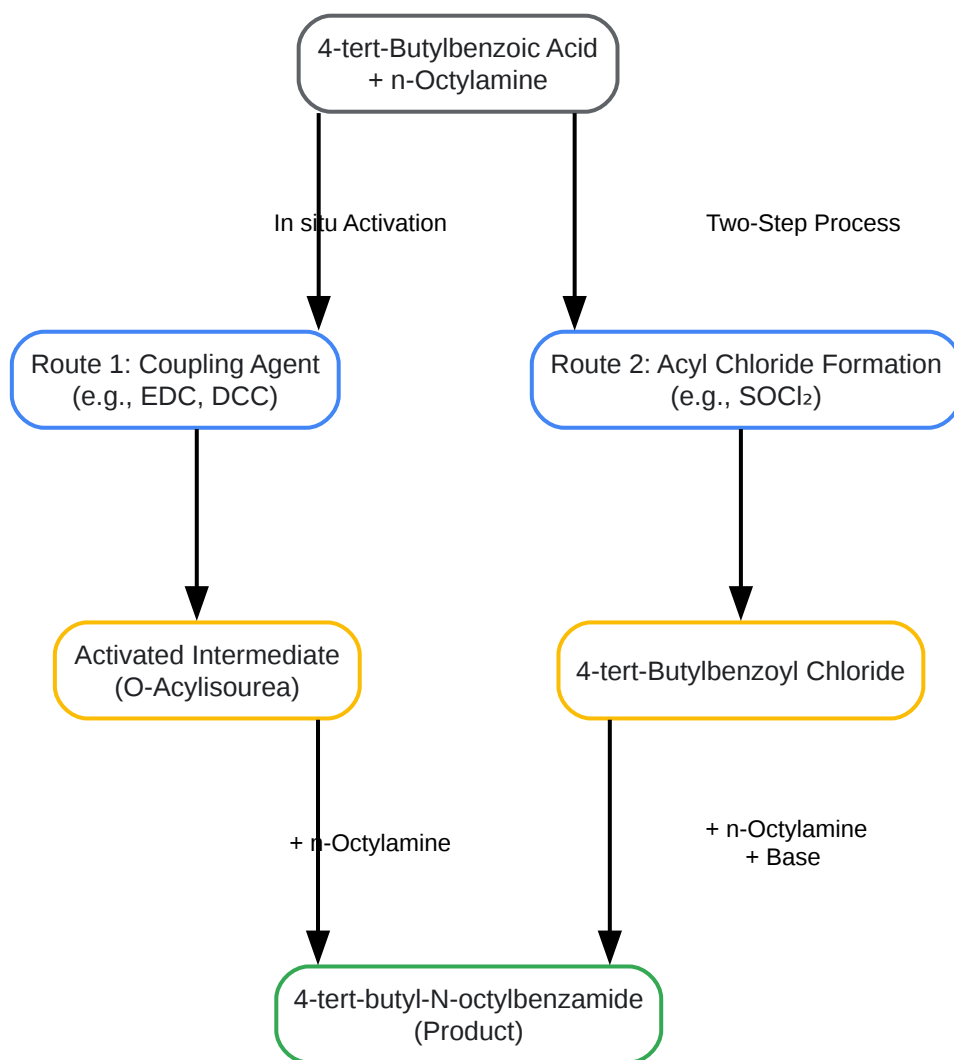 4-tert-Butylbenzoic Acid
+ n-Octylamine
In situ Activation
Two-Step Process
Route 1: Coupling Agent
(e.g., EDC, DCC)
Route 2: Acyl Chloride Formation
(e.g., SOCl₂)
Activated Intermediate
(O-Acylisourea)
4-tert-Butylbenzoyl Chloride
+ n-Octylamine
+ n-Octylamine
+ Base
4-tert-butyl-N-octylbenzamide
(Product)